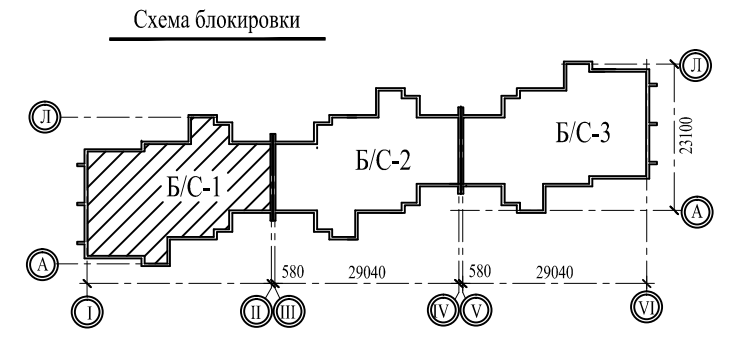 Схема блокировки
Л
Л
Б/С-3
Б/С-2
Б/С-1
23100
А
А
580 29040 580 29040
I II III IV V VI